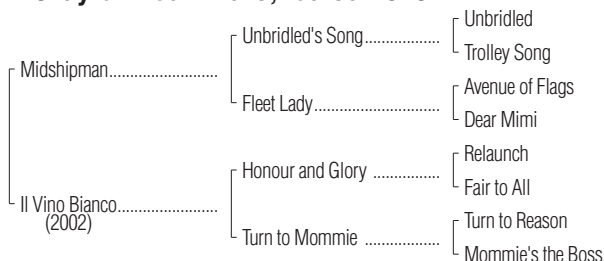 Unbridled
Unbridled's Song.................
Trolley Song
Midshipman.........................
Avenue of Flags
Fleet Lady.............................
Dear Mimi
Relaunch
Honour and Glory ...............
Fair to All
Il Vino Bianco.......................
(2002)
Turn to Reason
Turn to Mommie .................
Mommie's the Boss